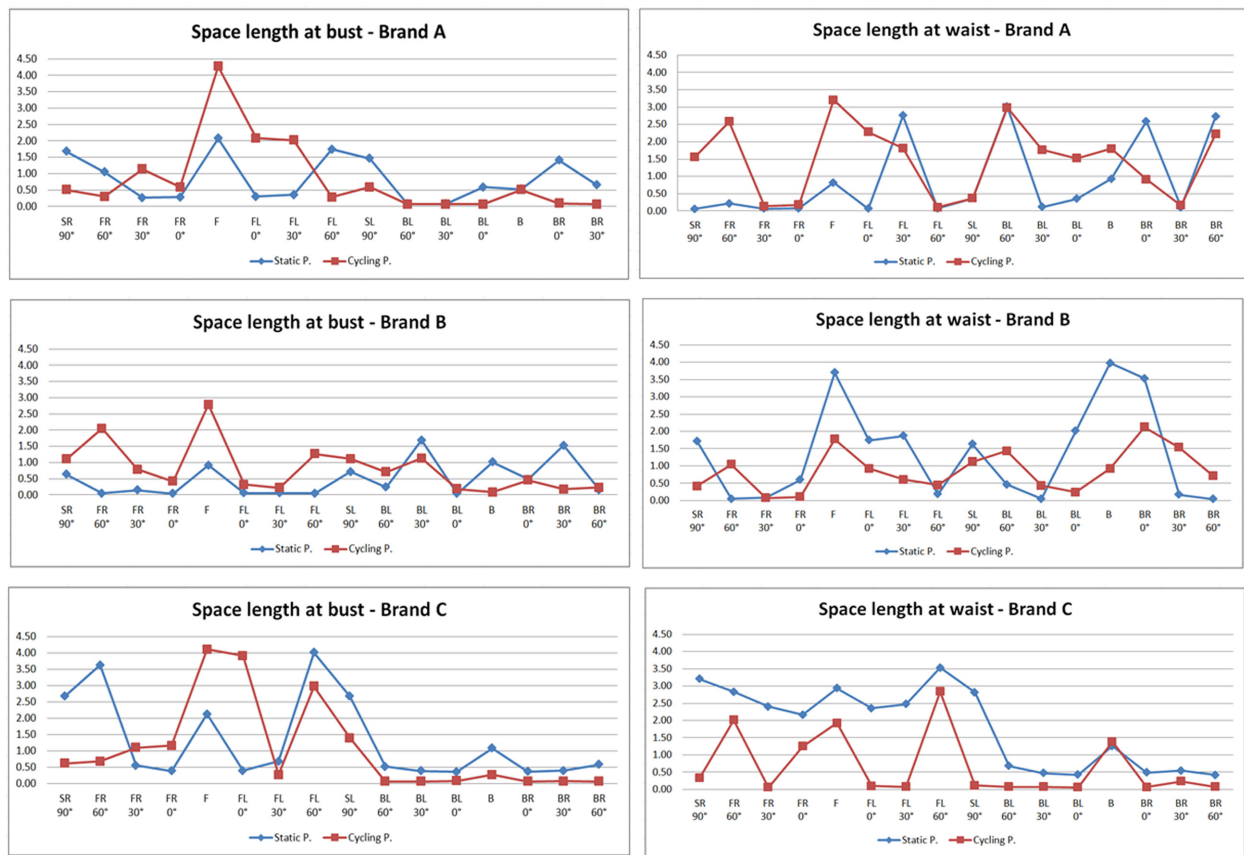 Space length at bust - Brand A
4.50
4.00
3.50
3.00
2.50
2.00
1.50
1.00
0.50
0.00
SR FR FR FR F FL FL FL SL BL BL BL B BR BR
90° 60° 30° 0° 0° 30° 60° 90° 60° 30° 0° 0° 30°
Static P. Cycling P.
Space length at waist - Brand A
4.50
4.00
3.50
3.00
2.50
2.00
1.50
1.00
0.50
0.00
SR FR FR FR F FL FL FL SL BL BL BL B BR BR BR
90° 60° 30° 0° 0° 30° 60° 90° 60° 30° 0° 0° 30° 60°
Static P. Cycling P.
Space length at bust - Brand B
4.50
4.00
3.50
3.00
2.50
2.00
1.50
1.00
0.50
0.00
SR FR FR FR F FL FL FL SL BL BL BL B BR BR BR
90° 60° 30° 0° 0° 30° 60° 90° 60° 30° 0° 0° 30° 60°
Static P. Cycling P.
Space length at waist - Brand B
4.50
4.00
3.50
3.00
2.50
2.00
1.50
1.00
0.50
0.00
SR FR FR FR F FL FL FL SL BL BL BL B BR BR BR
90° 60° 30° 0° 0° 30° 60° 90° 60° 30° 0° 0° 30° 60°
Static P. Cycling P.
Space length at bust - Brand C
4.50
4.00
3.50
3.00
2.50
2.00
1.50
1.00
0.50
0.00
SR FR FR FR F FL FL FL SL BL BL BL B BR BR BR
90° 60° 30° 0° 0° 30° 60° 90° 60° 30° 0° 0° 30° 60°
Static P. Cycling P.
Space length at waist - Brand C
4.50
4.00
3.50
3.00
2.50
2.00
1.50
1.00
0.50
0.00
SR FR FR FR F FL FL FL SL BL BL BL B BR BR BR
90° 60° 30° 0° 0° 30° 60° 90° 60° 30° 0° 0° 30° 60°
Static P. Cycling P.